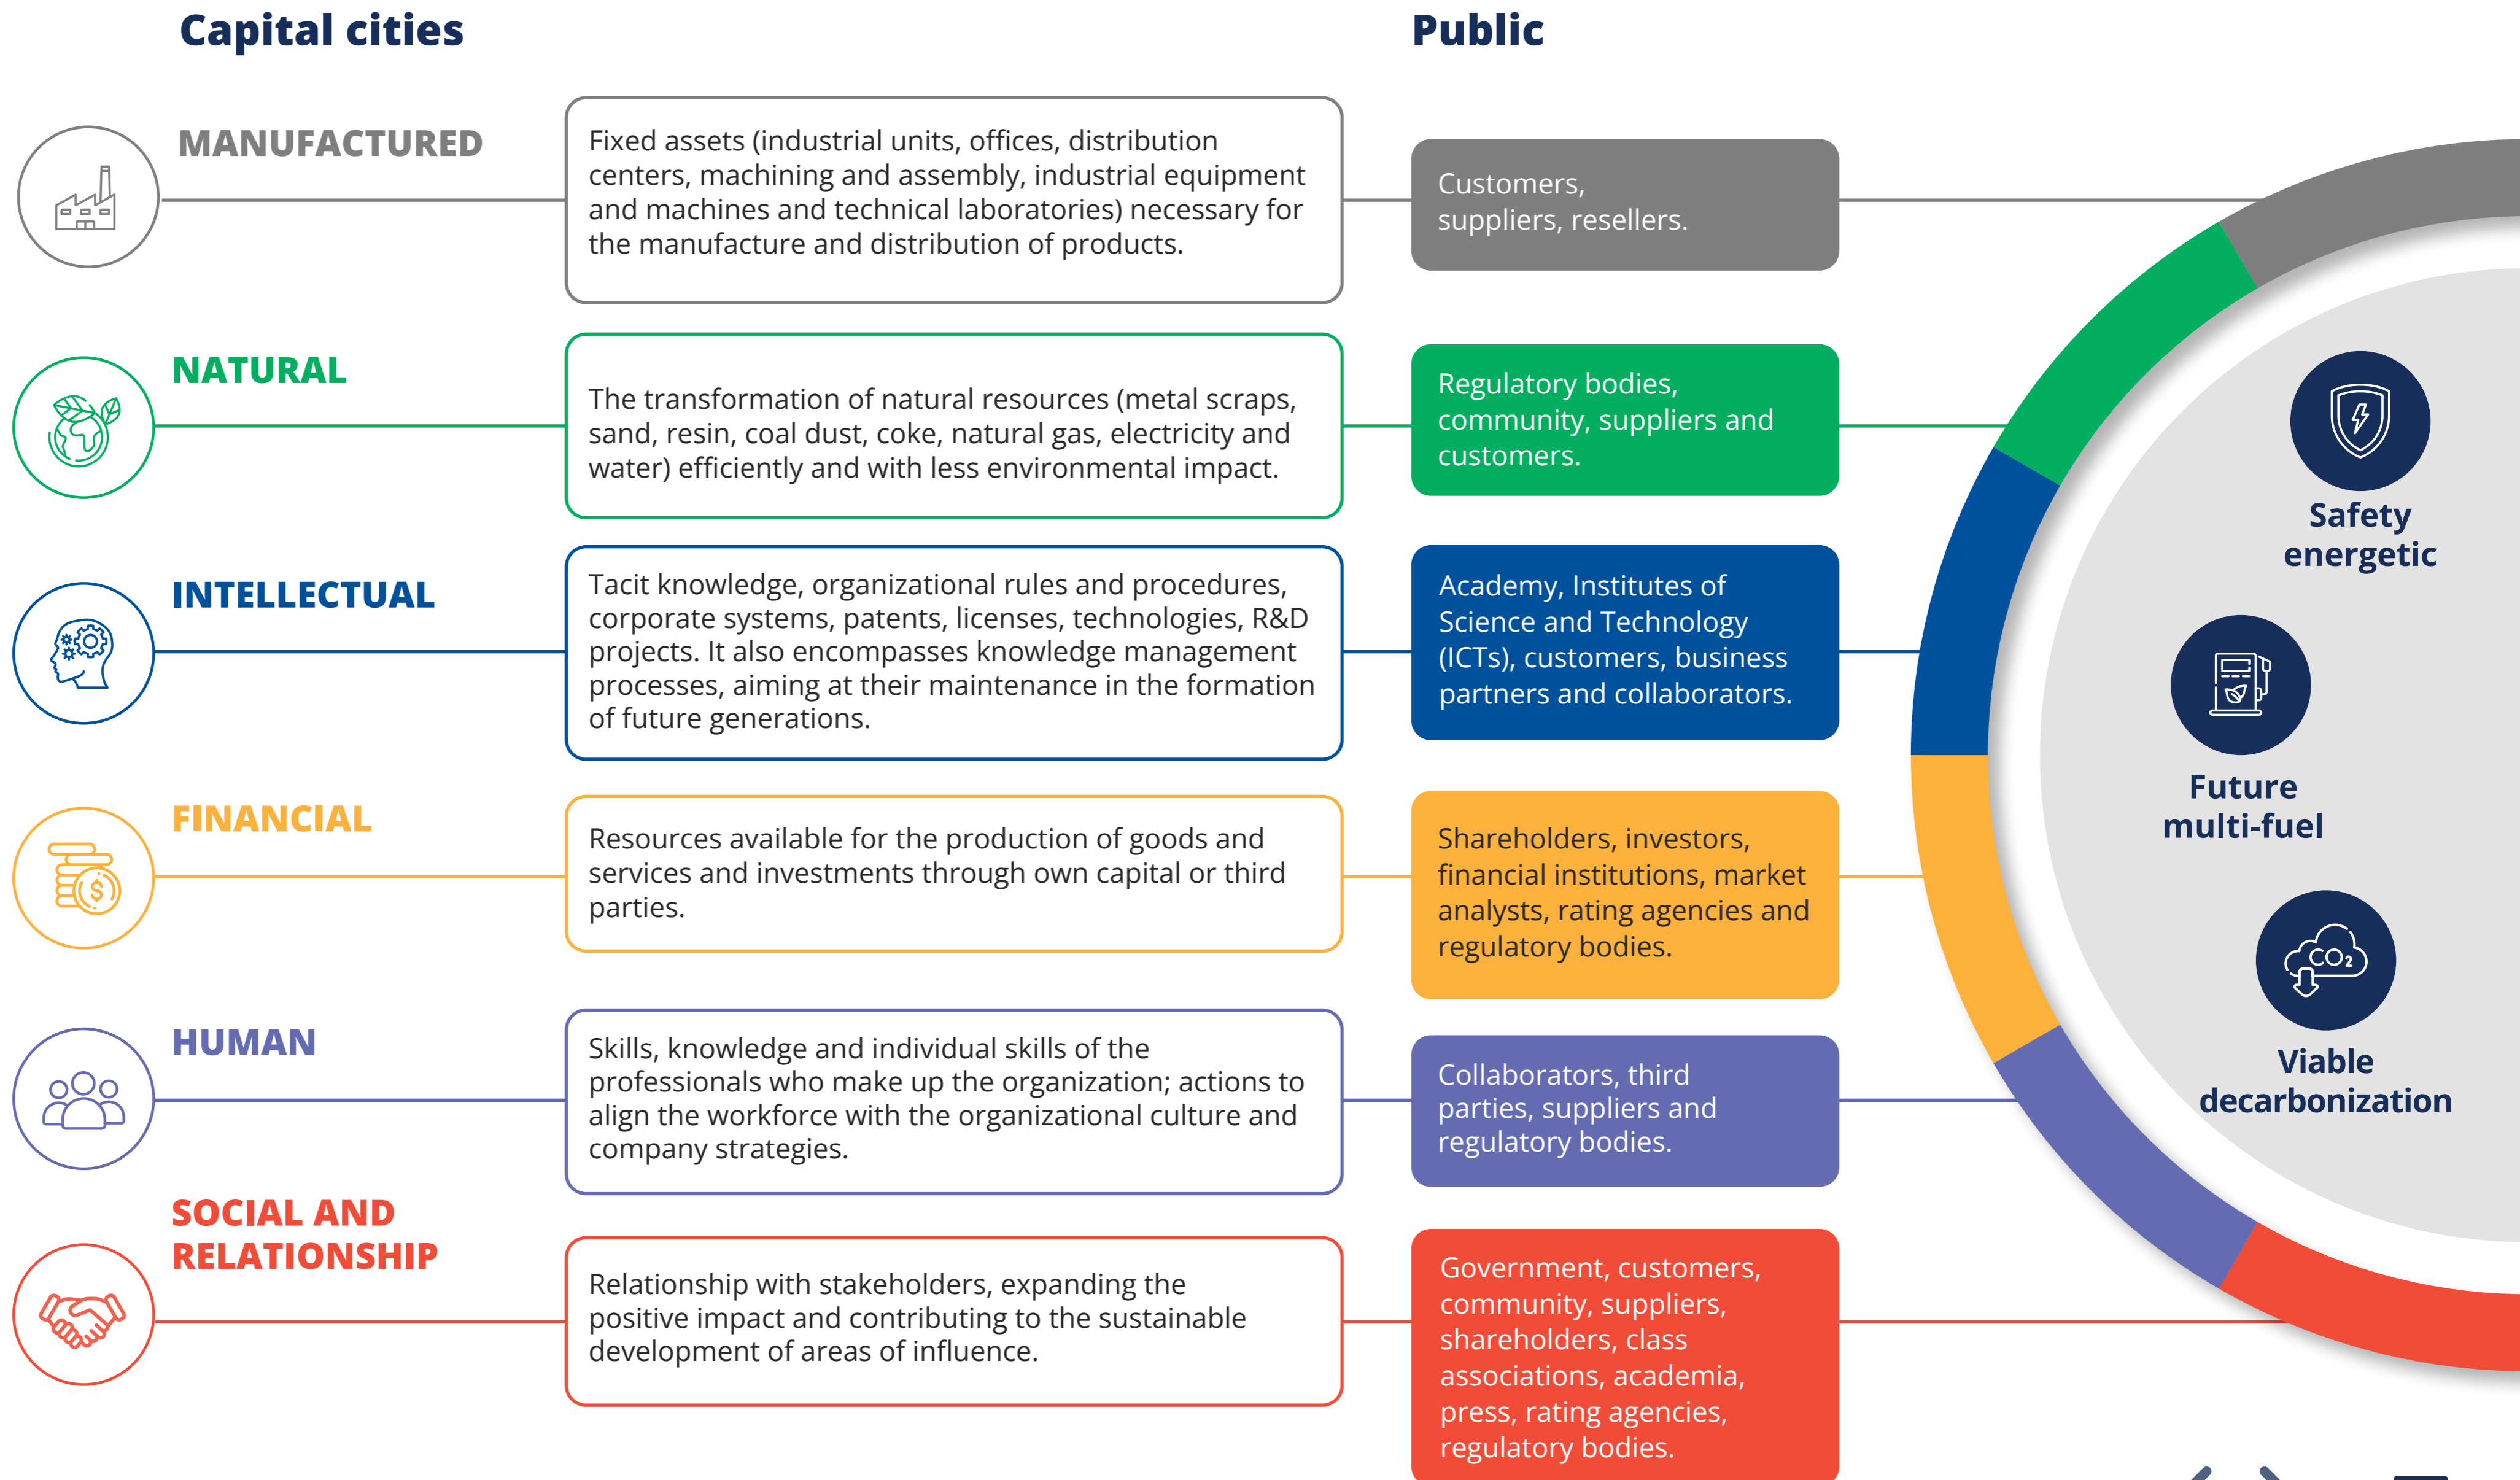 Capital cities
Public
MANUFACTURED
Fixed assets (industrial units, offices, distribution
centers, machining and assembly, industrial equipment
and machines and technical laboratories) necessary for
the manufacture and distribution of products.
Customers,
suppliers, resellers.
NATURAL
The transformation of natural resources (metal scraps,
sand, resin, coal dust, coke, natural gas, electricity and
water) efficiently and with less environmental impact.
Regulatory bodies,
community, suppliers and
customers.
INTELLECTUAL
Tacit knowledge, organizational rules and procedures,
corporate systems, patents, licenses, technologies, R&D
projects. It also encompasses knowledge management
processes, aiming at their maintenance in the formation
of future generations.
Academy, Institutes of
Science and Technology
(ICTs), customers, business
partners and collaborators.
FINANCIAL
$
Resources available for the production of goods and
services and investments through own capital or third
parties.
Shareholders, investors,
financial institutions, market
analysts, rating agencies and
regulatory bodies.
HUMAN
Skills, knowledge and individual skills of the
professionals who make up the organization; actions to
align the workforce with the organizational culture and
company strategies.
Collaborators, third
parties, suppliers and
regulatory bodies.
SOCIAL AND
RELATIONSHIP
Relationship with stakeholders, expanding the
positive impact and contributing to the sustainable
development of areas of influence.
Government, customers,
community, suppliers,
shareholders, class
associations, academia,
press, rating agencies,
regulatory bodies.
Safety
energetic
Future
multi-fuel
CO₂
Viable
decarbonization